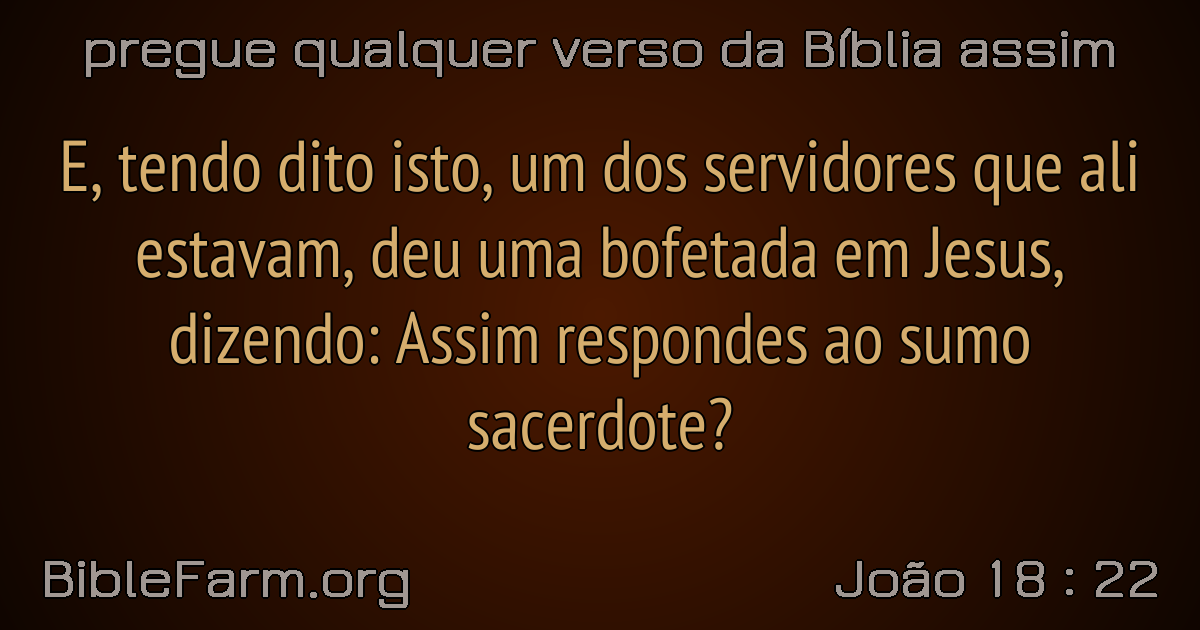 pregue qualquer verso da Bíblia assim
E, tendo dito isto, um dos servidores que ali
estavam, deu uma bofetada em Jesus,
dizendo: Assim respondes ao sumo
sacerdote?
BibleFarm.org
João 18 : 22